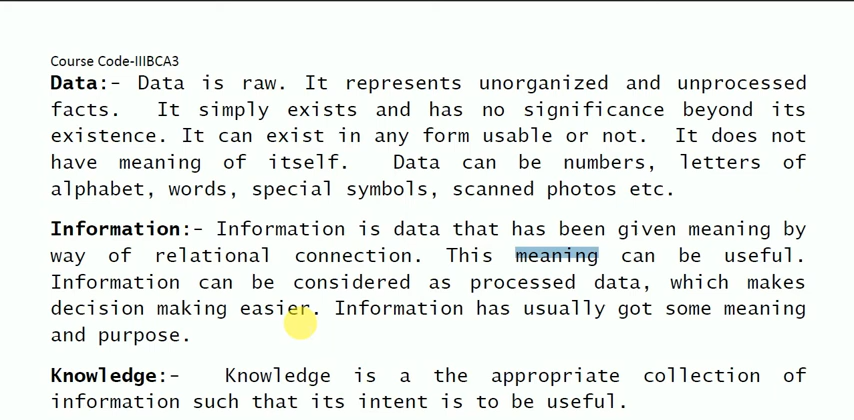 Course Code-IIIBCA3
Data:- Data is raw. It represents unorganized and unprocessed
facts. It simply exists and has no significance beyond its
existence. It can exist in any form usable or not. It does not
have meaning of itself. Data can be numbers, letters of
alphabet, words, special symbols, scanned photos etc.
Information:- Information is data that has been given meaning by
way of relational connection. This meaning can be useful.
Information can be considered as processed data, which makes
decision making easier. Information has usually got some meaning
and purpose.
Knowledge:- Knowledge is a the appropriate collection of
information such that its intent is to be useful.